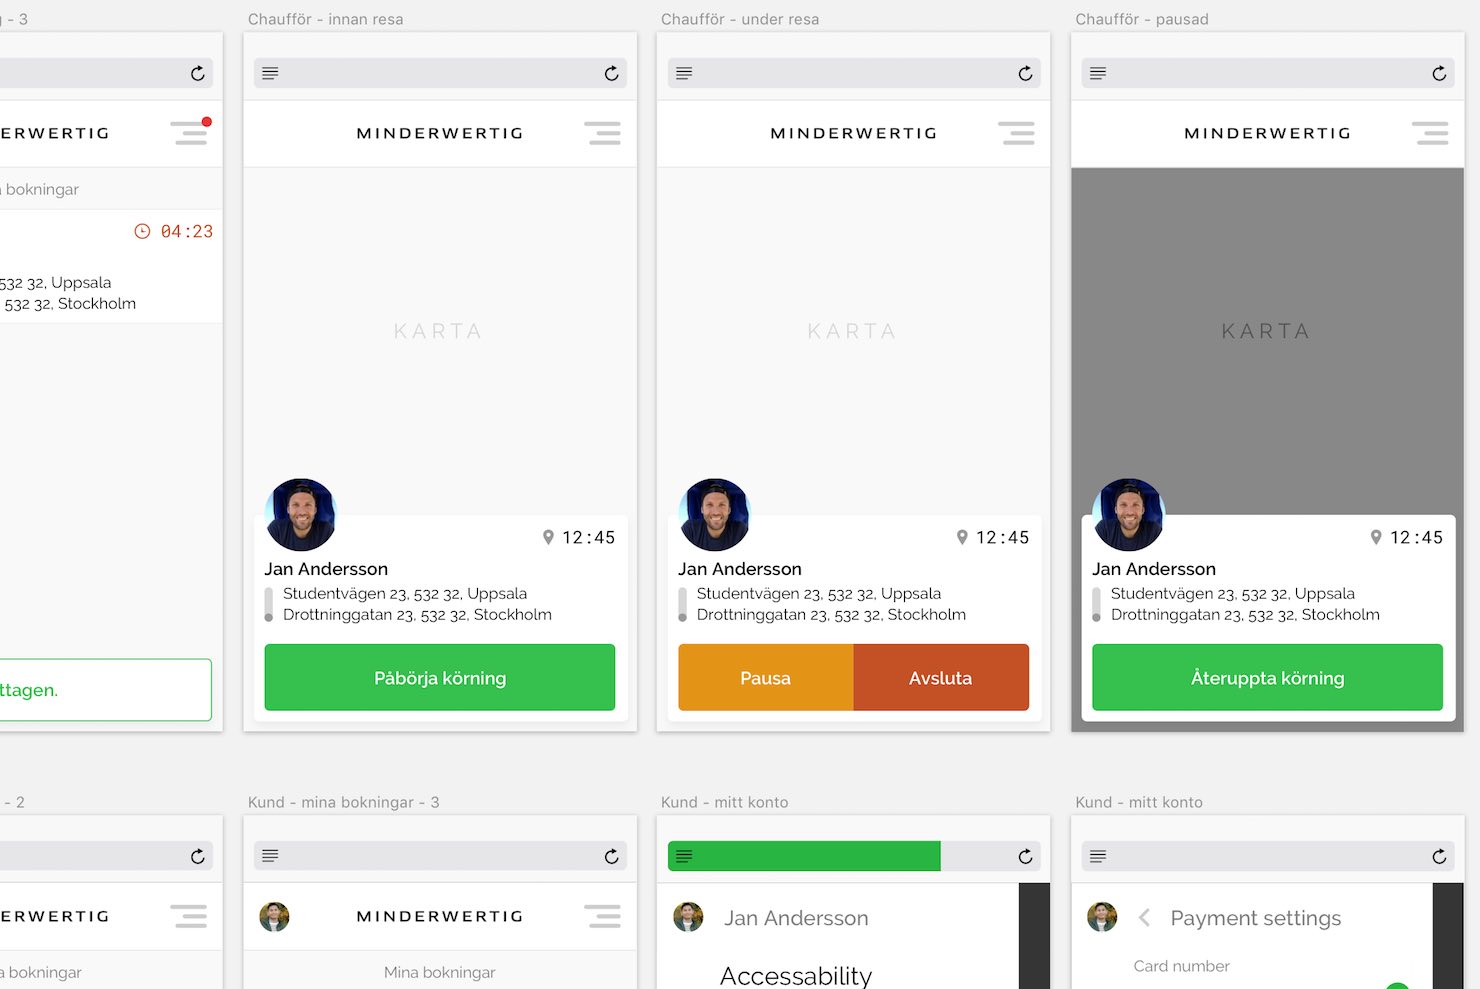 - 3
Chaufför - innan resa
Chaufför - under resa
Chaufför - pausad
ERWERTIG
MINDERWERTIG
MINDERWERTIG
MINDERWERTIG
bokningar
04:23
532 32, Uppsala
532 32, Stockholm
KARTA
KARTA
KARTA
12:45
Jan Andersson
Studentvägen 23, 532 32, Uppsala
Drottninggatan 23, 532 32, Stockholm
Påbörja körning
12:45
Jan Andersson
Studentvägen 23, 532 32, Uppsala
Drottninggatan 23, 532 32, Stockholm
Pausa
Avsluta
12:45
Jan Andersson
Studentvägen 23, 532 32, Uppsala
Drottninggatan 23, 532 32, Stockholm
Återuppta körning
ttagen.
- 2
Kund - mina bokningar - 3
Kund - mitt konto
Kund - mitt konto
ERWERTIG
MINDERWERTIG
a bokningar
Mina bokningar
Jan Andersson
Accessability
Payment settings
Card number